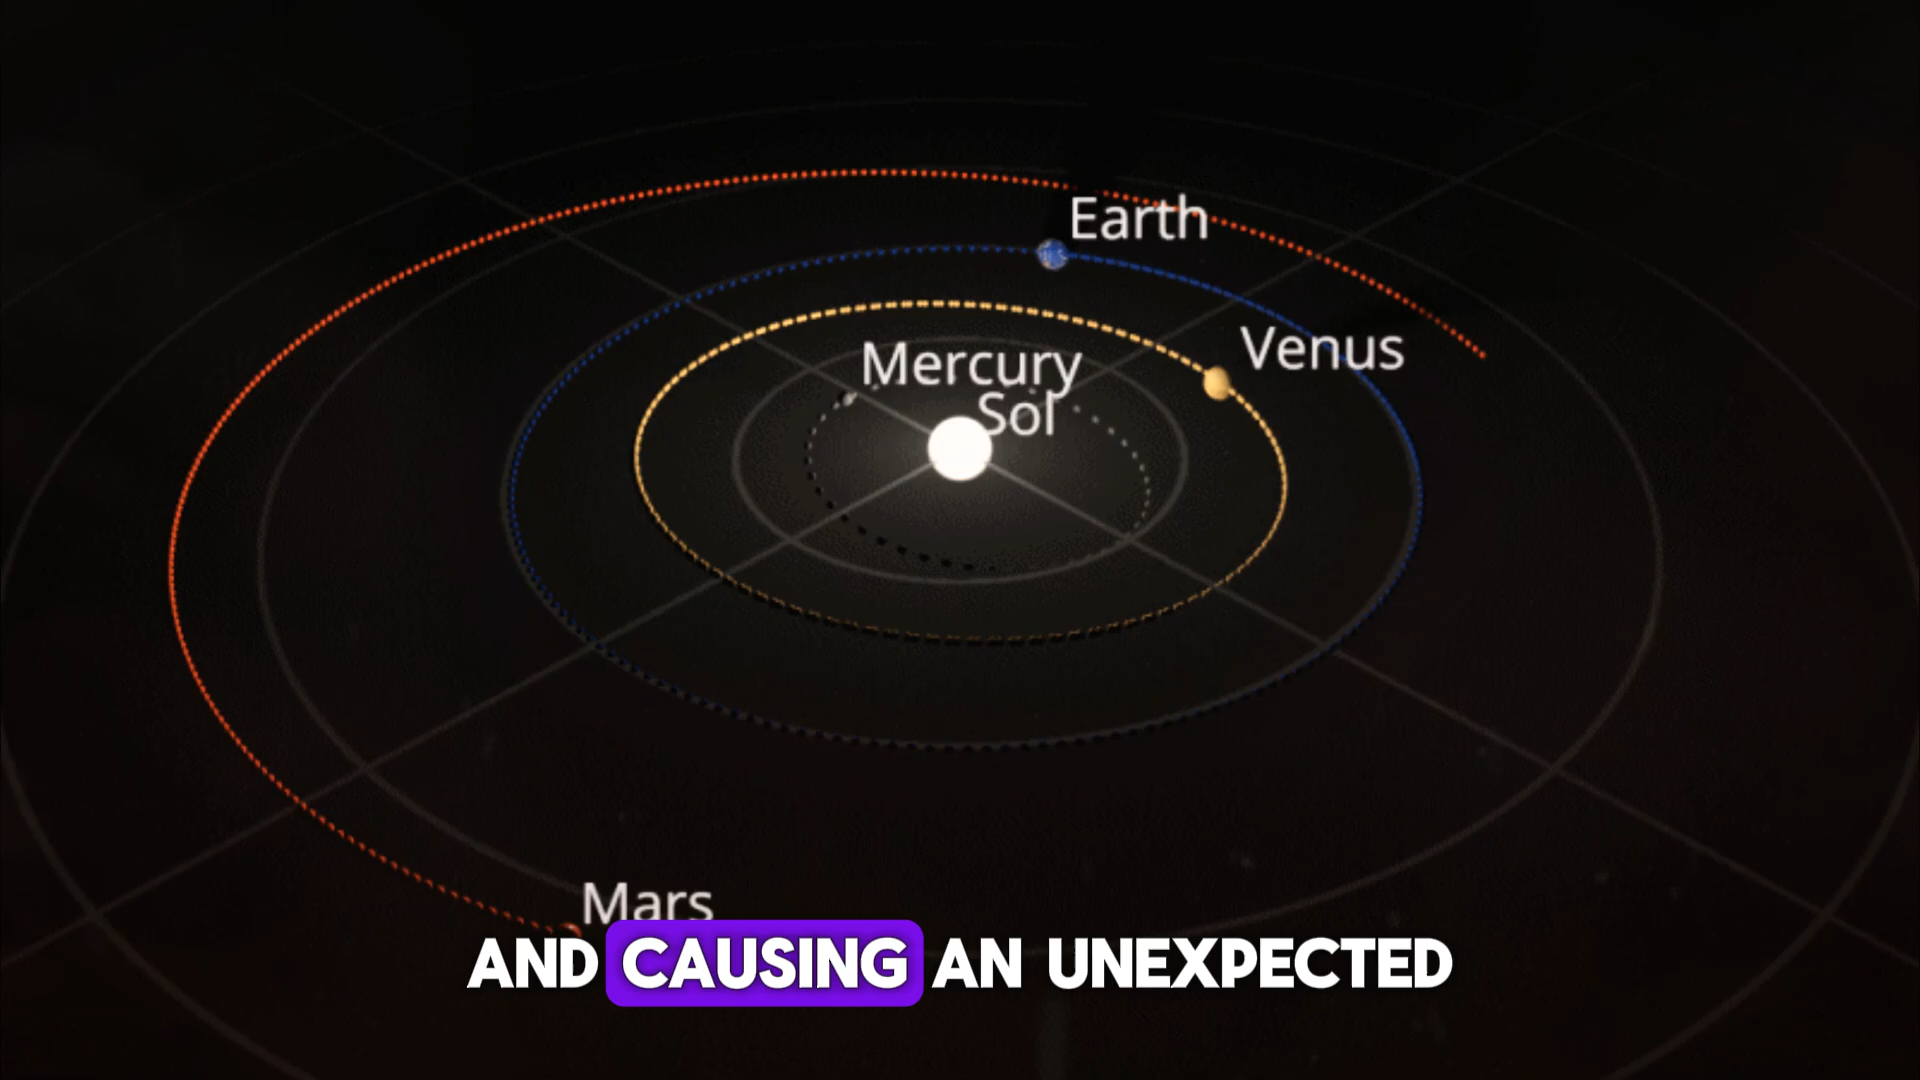 Earth
Venus
Mercury
Sol
Mars
AND CAUSING AN UNEXPECTED